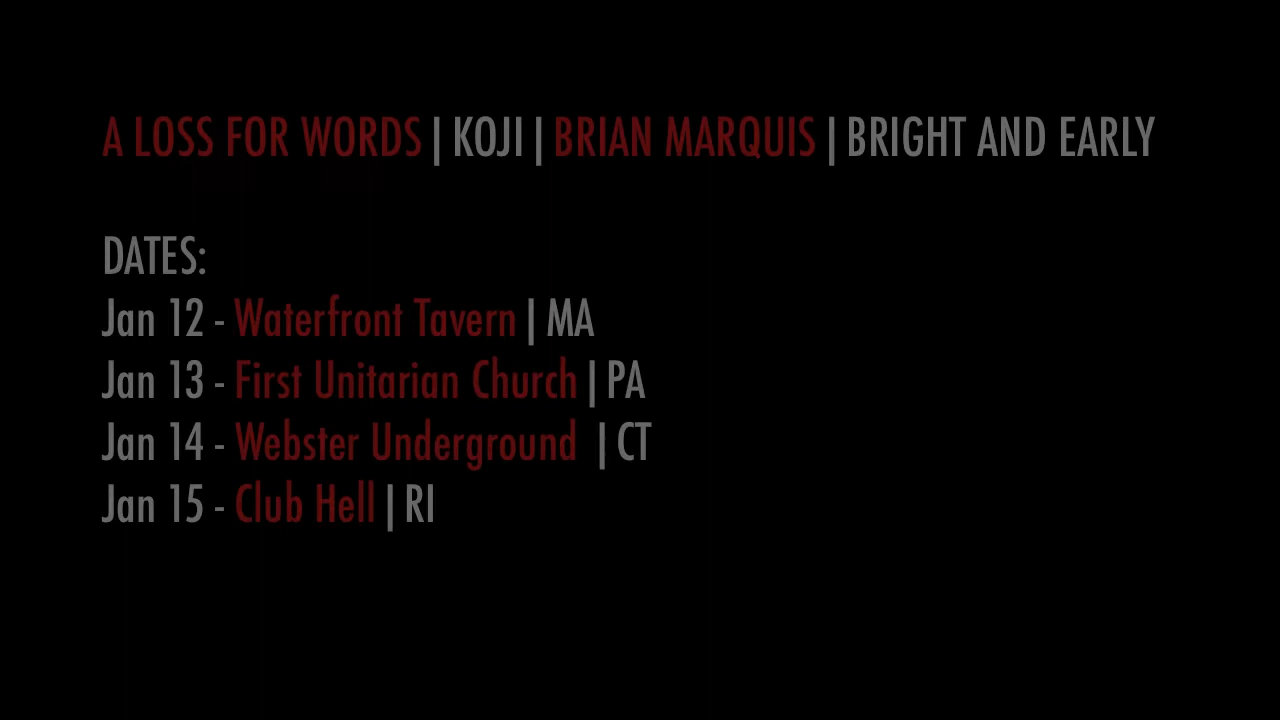 A LOSS FOR WORDS | KOJI | BRIAN MARQUIS | BRIGHT AND EARLY
DATES:
Jan 12 - Waterfront Tavern | MA
Jan 13 - First Unitarian Church | PA
Jan 14 - Webster Underground | CT
Jan 15 - Club Hell | RI